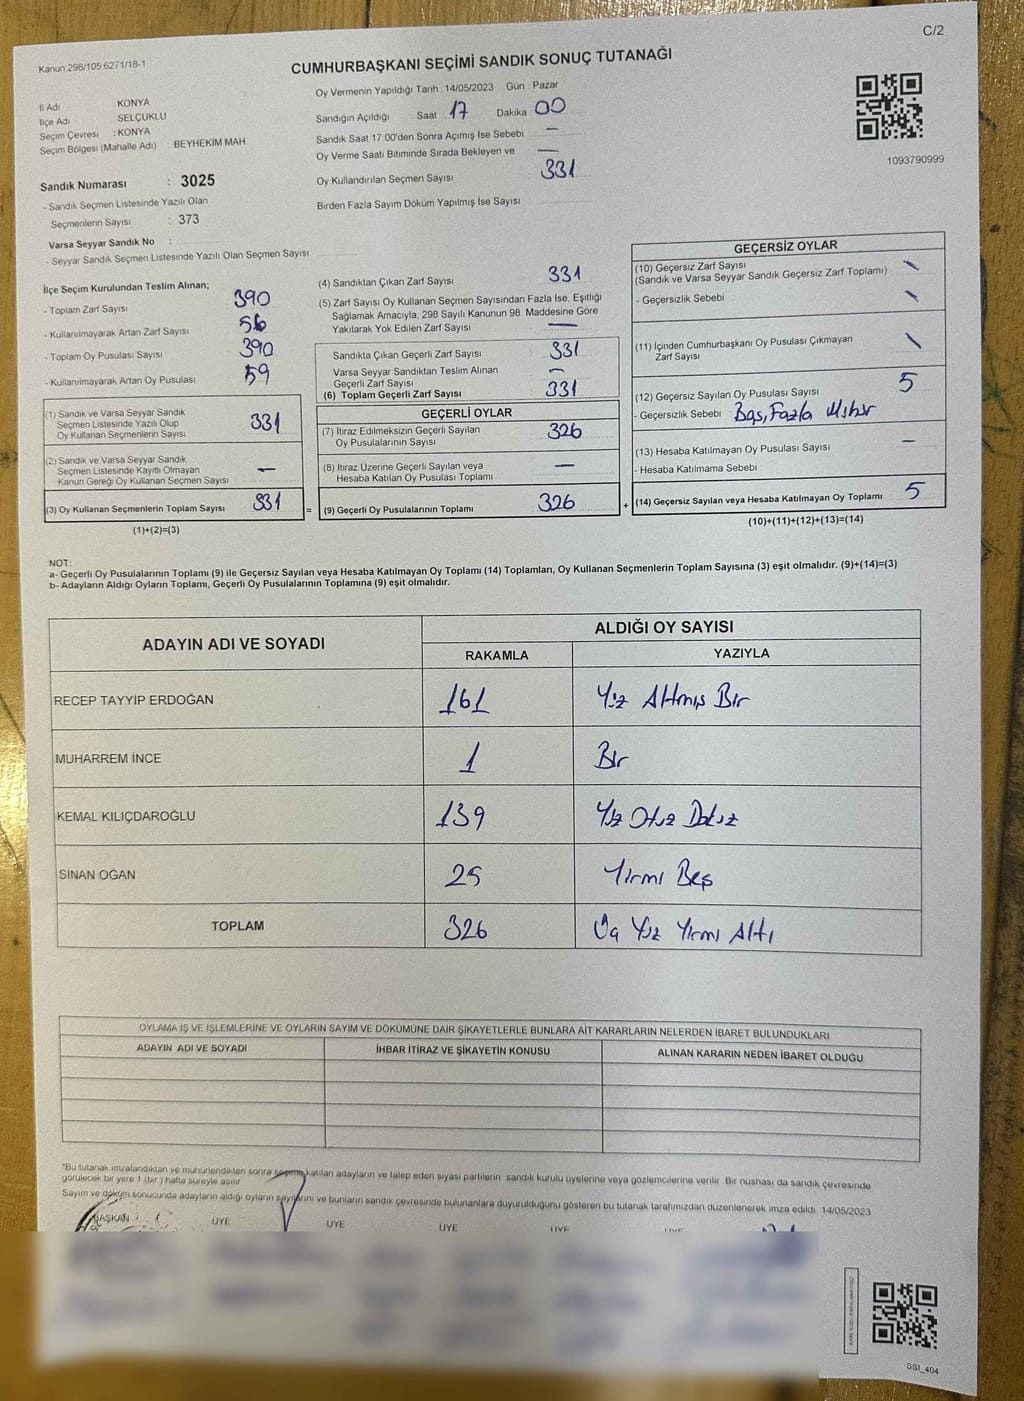 C/2
Kanun:298/105 6271/18-1
CUMHURBAŞKANI SEÇİMİ SANDIK SONUÇ TUTANAĞI
İl Adı KONYA
İlçe Adı SELÇUKLU
Seçim Çevresi : KONYA
Seçim Bölgesi (Mahalle Adı) : BEYHEKİM MAH
Sandık Numarası : 3025
- Sandık Seçmen Listesinde Yazılı Olan
Seçmenlerin Sayısı : 373
Varsa Seyyar Sandık No :
- Seyyar Sandık Seçmen Listesinde Yazılı Olan Seçmen Sayısı
Oy Vermenin Yapıldığı Tarih : 14/05/2023 Gün : Pazar
Sandığın Açıldığı Saat 17 Dakika 00
Sandık Saat 17 00'den Sonra Açımış İse Sebebi —
Oy Verme Saati Bitiminde Sırada Bekleyen ve —
Oy Kullandırılan Seçmen Sayısı 331
Birden Fazla Sayım Döküm Yapılmış İse Sayısı
1093790999
İlçe Seçim Kurulundan Teslim Alınan;
- Toplam Zarf Sayısı 390
- Kullanılmayarak Artan Zarf Sayısı 56
- Toplam Oy Pusulası Sayısı 390
- Kullanılmayarak Artan Oy Pusulası 59
(1) Sandık ve Varsa Seyyar Sandık
Seçmen Listesinde Yazılı Olup
Oy Kullanan Seçmenlerin Sayısı 331
(2) Sandık ve Varsa Seyyar Sandık
Seçmen Listesinde Kayıtlı Olmayan
Kanun Gereği Oy Kullanan Seçmen Sayısı —
(3) Oy Kullanan Seçmenlerin Toplam Sayısı 331 =
(1)+(2)=(3)
(4) Sandıktan Çıkan Zarf Sayısı 331
(5) Zarf Sayısı Oy Kullanan Seçmen Sayısından Fazla İse, Eşitliği
Sağlamak Amacıyla, 298 Sayılı Kanunun 98. Maddesine Göre
Yakılarak Yok Edilen Zarf Sayısı —
Sandıkta Çıkan Geçerli Zarf Sayısı 331
Varsa Seyyar Sandıktan Teslim Alınan
Geçerli Zarf Sayısı —
(6) Toplam Geçerli Zarf Sayısı 331
GEÇERLİ OYLAR
(7) İtiraz Edilmeksizin Geçerli Sayılan
Oy Pusulalarının Sayısı 326
(8) İtiraz Üzerine Geçerli Sayılan veya
Hesaba Katılan Oy Pusulası Toplamı —
(9) Geçerli Oy Pusulalarının Toplamı 326 +
GEÇERSİZ OYLAR
(10) Geçersiz Zarf Sayısı
(Sandık ve Varsa Seyyar Sandık Geçersiz Zarf Toplamı)
- Geçersizlik Sebebi
(11) İçinden Cumhurbaşkanı Oy Pusulası Çıkmayan
Zarf Sayısı
(12) Geçersiz Sayılan Oy Pusulası Sayısı 5
- Geçersizlik Sebebi Boş, Fazla Mühür
(13) Hesaba Katılmayan Oy Pusulası Sayısı —
- Hesaba Katılmama Sebebi
(14) Geçersiz Sayılan veya Hesaba Katılmayan Oy Toplamı 5
(10)+(11)+(12)+(13)=(14)
NOT:
a- Geçerli Oy Pusulalarının Toplamı (9) ile Geçersiz Sayılan veya Hesaba Katılmayan Oy Toplamı (14) Toplamları, Oy Kullanan Seçmenlerin Toplam Sayısına (3) eşit olmalıdır. (9)+(14)=(3)
b- Adayların Aldığı Oyların Toplamı, Geçerli Oy Pusulalarının Toplamına (9) eşit olmalıdır.
ADAYIN ADI VE SOYADI
ALDIĞI OY SAYISI
RAKAMLA YAZIYLA
RECEP TAYYİP ERDOĞAN 161 Yüz Altmış Bir
MUHARREM İNCE 1 Bir
KEMAL KILIÇDAROĞLU 139 Yüz Otuz Dokuz
SİNAN OĞAN 25 Yirmi Beş
TOPLAM 326 Üç Yüz Yirmi Altı
OYLAMA İŞ VE İŞLEMLERİNE VE OYLARIN SAYIM VE DÖKÜMÜNE DAİR ŞİKAYETLERLE BUNLARA AİT KARARLARIN NELERDEN İBARET BULUNDUKLARI
ADAYIN ADI VE SOYADI İHBAR İTİRAZ VE ŞİKAYETİN KONUSU ALINAN KARARIN NEDEN İBARET OLDUĞU
*Bu tutanak imzalandıktan ve mühürlendikten sonra seçime katılan adayların ve talep eden siyasi partilerin sandık kurulu üyelerine veya gözlemcilerine verilir. Bir nüshası da sandık çevresinde
görülecek bir yere 1 (bir) hafta süreyle asılır
Sayım ve döküm sonucunda adayların aldığı oyların sayılarını ve bunların sandık çevresinde bulunanlara duyurulduğunu gösteren bu tutanak tarafımızdan düzenlenerek imza edildi. 14/05/2023
BAŞKAN ÜYE ÜYE ÜYE ÜYE ÜYE
SSI_404